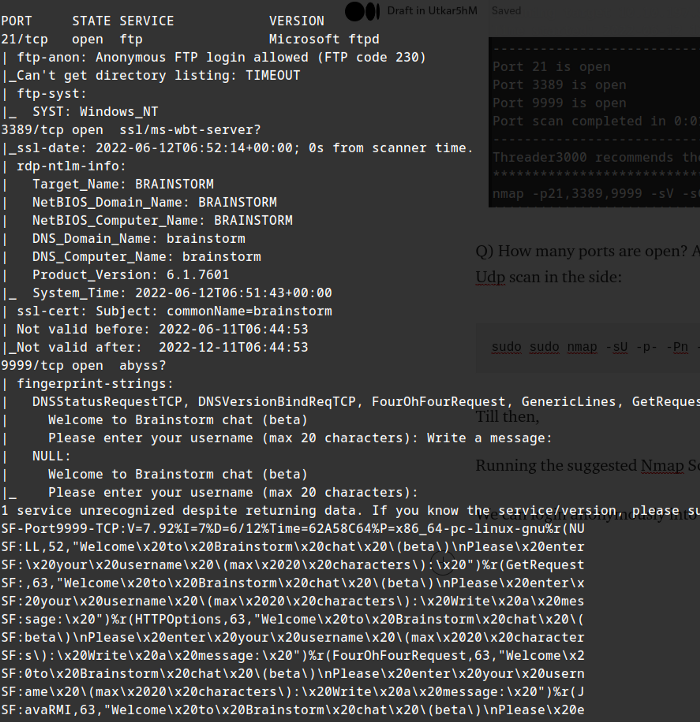 PORT     STATE SERVICE            VERSION
21/tcp   open  ftp                Microsoft ftpd
| ftp-anon: Anonymous FTP login allowed (FTP code 230)
|_Can't get directory listing: TIMEOUT
| ftp-syst:
|_  SYST: Windows_NT
3389/tcp open  ssl/ms-wbt-server?
|_ssl-date: 2022-06-12T06:52:14+00:00; 0s from scanner time.
| rdp-ntlm-info:
|   Target_Name: BRAINSTORM
|   NetBIOS_Domain_Name: BRAINSTORM
|   NetBIOS_Computer_Name: BRAINSTORM
|   DNS_Domain_Name: brainstorm
|   DNS_Computer_Name: brainstorm
|   Product_Version: 6.1.7601
|_  System_Time: 2022-06-12T06:51:43+00:00
| ssl-cert: Subject: commonName=brainstorm
| Not valid before: 2022-06-11T06:44:53
|_Not valid after:  2022-12-11T06:44:53
9999/tcp open  abyss?
| fingerprint-strings:
|   DNSStatusRequestTCP, DNSVersionBindReqTCP, FourOhFourRequest, GenericLines, GetReques
|     Welcome to Brainstorm chat (beta)
|     Please enter your username (max 20 characters): Write a message:
|   NULL:
|     Welcome to Brainstorm chat (beta)
|_    Please enter your username (max 20 characters):
1 service unrecognized despite returning data. If you know the service/version, please su
SF-Port9999-TCP:V=7.92%I=7%D=6/12%Time=62A58C64%P=x86_64-pc-linux-gnu%r(NU
SF:LL,52,"Welcome\x20to\x20Brainstorm\x20chat\x20\(beta\)\nPlease\x20enter
SF:\x20your\x20username\x20\(max\x2020\x20characters\):\x20")%r(GetRequest
SF:,63,"Welcome\x20to\x20Brainstorm\x20chat\x20\(beta\)\nPlease\x20enter\x
SF:20your\x20username\x20\(max\x2020\x20characters\):\x20Write\x20a\x20mes
SF:sage:\x20")%r(HTTPOptions,63,"Welcome\x20to\x20Brainstorm\x20chat\x20\(
SF:beta\)\nPlease\x20enter\x20your\x20username\x20\(max\x2020\x20character
SF:s\):\x20Write\x20a\x20message:\x20")%r(FourOhFourRequest,63,"Welcome\x2
SF:0to\x20Brainstorm\x20chat\x20\(beta\)\nPlease\x20enter\x20your\x20usern
SF:ame\x20\(max\x2020\x20characters\):\x20Write\x20a\x20message:\x20")%r(J
SF:avaRMI,63,"Welcome\x20to\x20Brainstorm\x20chat\x20\(beta\)\nPlease\x20e
Draft in UtkarShM    Saved
Port 21 is open
Port 3389 is open
Port 9999 is open
Port scan completed in 0:0
Threader3000 recommends the
************************
nmap -p21,3389,9999 -sV -s
Q) How many ports are open? A
Udp scan in the side:
sudo sudo nmap -sU -p- -Pn -
Till then,
Running the suggested Nmap Sc
We can login anonymously into